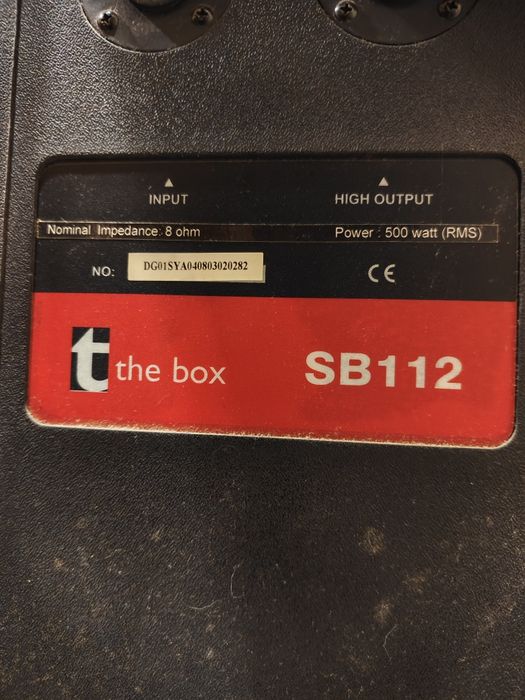 ▲ ▲
INPUT HIGH OUTPUT
Nominal Impedance: 8 ohm Power : 500 watt (RMS)
NO: DG01SYA040803020282 CE
t the box SB112